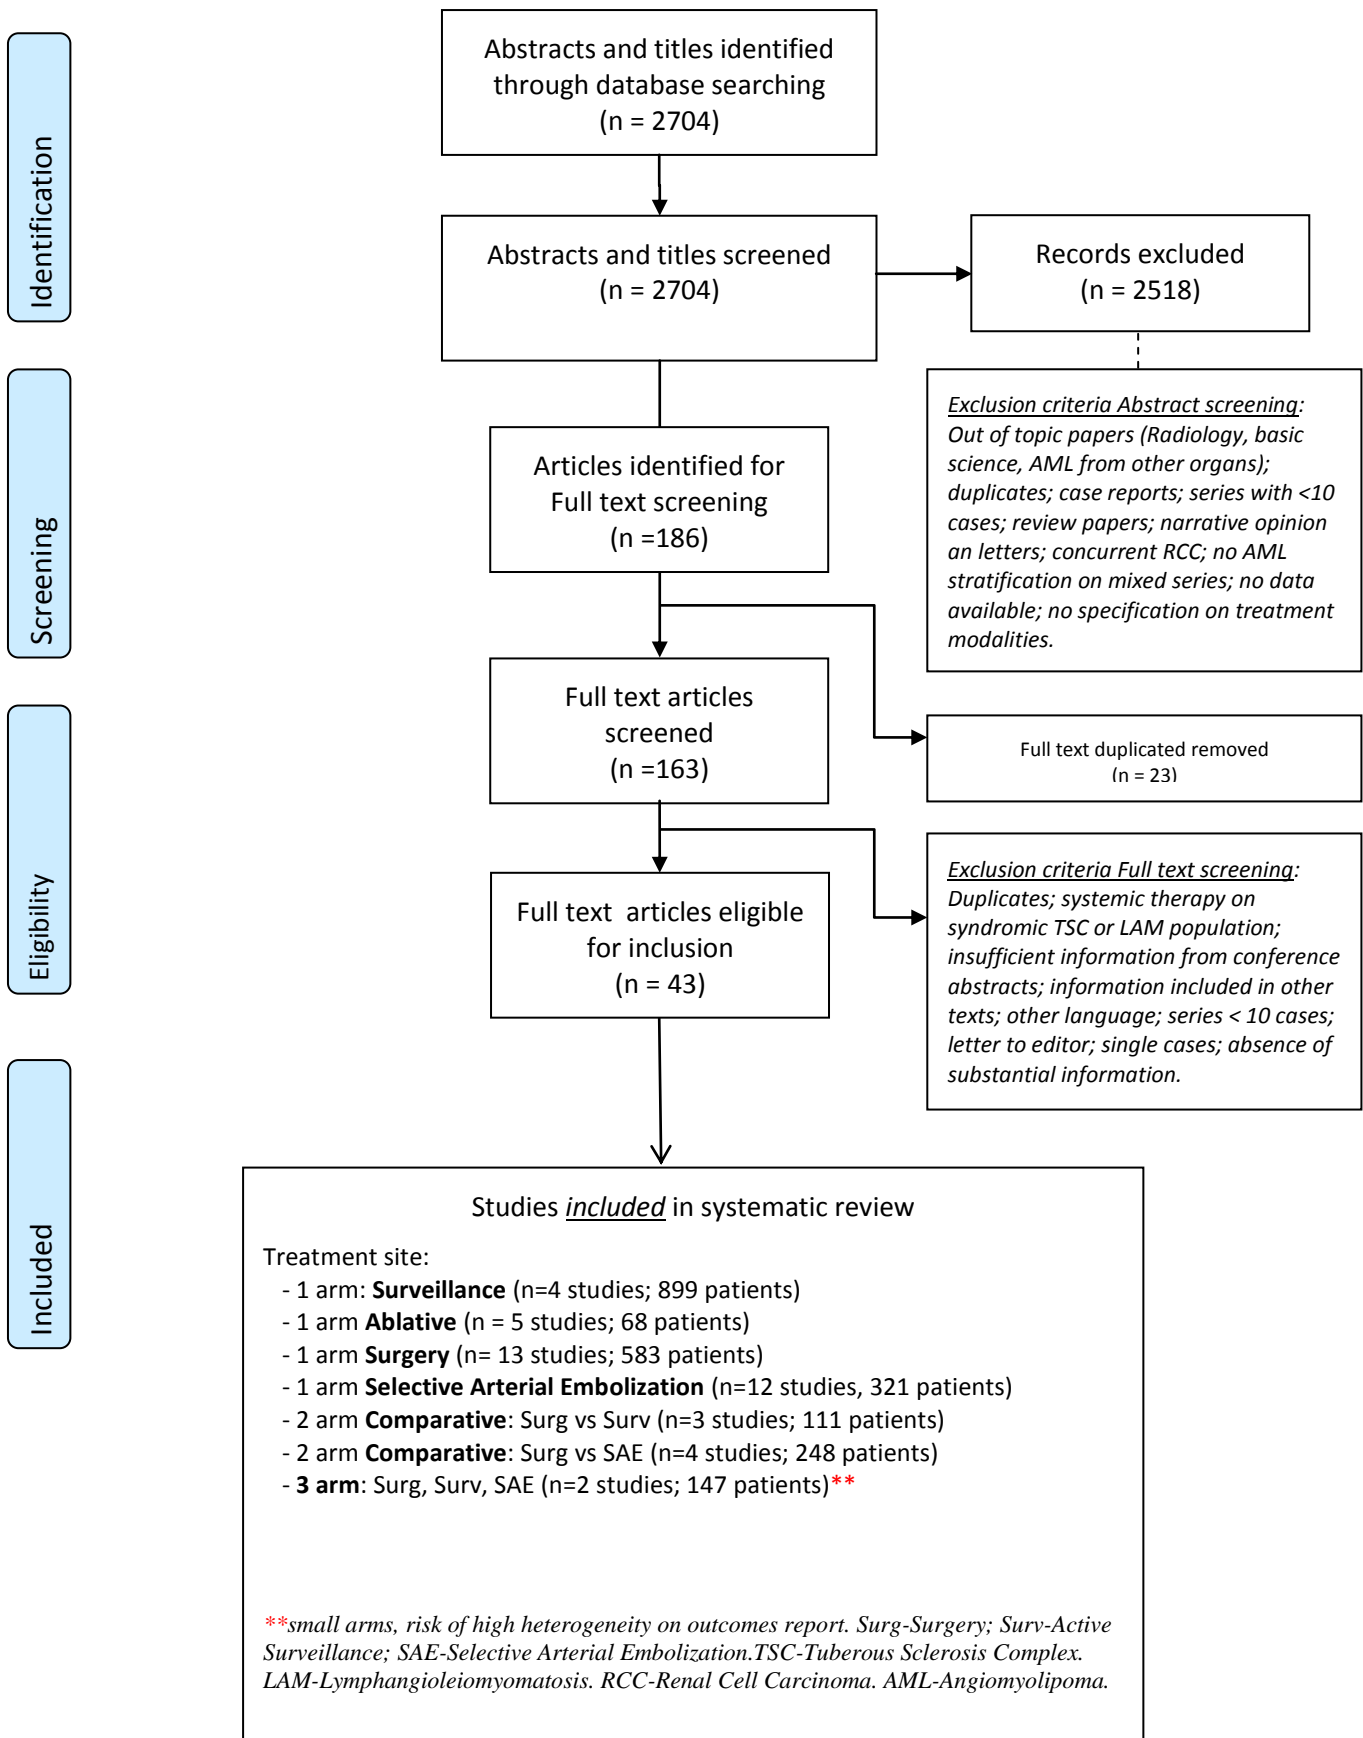 Identification
Abstracts and titles identified
through database searching
(n = 2704)
Abstracts and titles screened
(n = 2704)
Records excluded
(n = 2518)
Screening
Exclusion criteria Abstract screening:
Out of topic papers (Radiology, basic
science, AML from other organs);
duplicates; case reports; series with <10
cases; review papers; narrative opinion
an letters; concurrent RCC; no AML
stratification on mixed series; no data
available; no specification on treatment
modalities.
Articles identified for
Full text screening
(n =186)
Full text articles
screened
(n =163)
Full text duplicated removed
(n = 23)
Eligibility
Full text articles eligible
for inclusion
(n = 43)
Exclusion criteria Full text screening:
Duplicates; systemic therapy on
syndromic TSC or LAM population;
insufficient information from conference
abstracts; information included in other
texts; other language; series < 10 cases;
letter to editor; single cases; absence of
substantial information.
Included
Studies included in systematic review
Treatment site:
- 1 arm: Surveillance (n=4 studies; 899 patients)
- 1 arm Ablative (n = 5 studies; 68 patients)
- 1 arm Surgery (n= 13 studies; 583 patients)
- 1 arm Selective Arterial Embolization (n=12 studies, 321 patients)
- 2 arm Comparative: Surg vs Surv (n=3 studies; 111 patients)
- 2 arm Comparative: Surg vs SAE (n=4 studies; 248 patients)
- 3 arm: Surg, Surv, SAE (n=2 studies; 147 patients)**
**small arms, risk of high heterogeneity on outcomes report. Surg-Surgery; Surv-Active
Surveillance; SAE-Selective Arterial Embolization.TSC-Tuberous Sclerosis Complex.
LAM-Lymphangioleiomyomatosis. RCC-Renal Cell Carcinoma. AML-Angiomyolipoma.